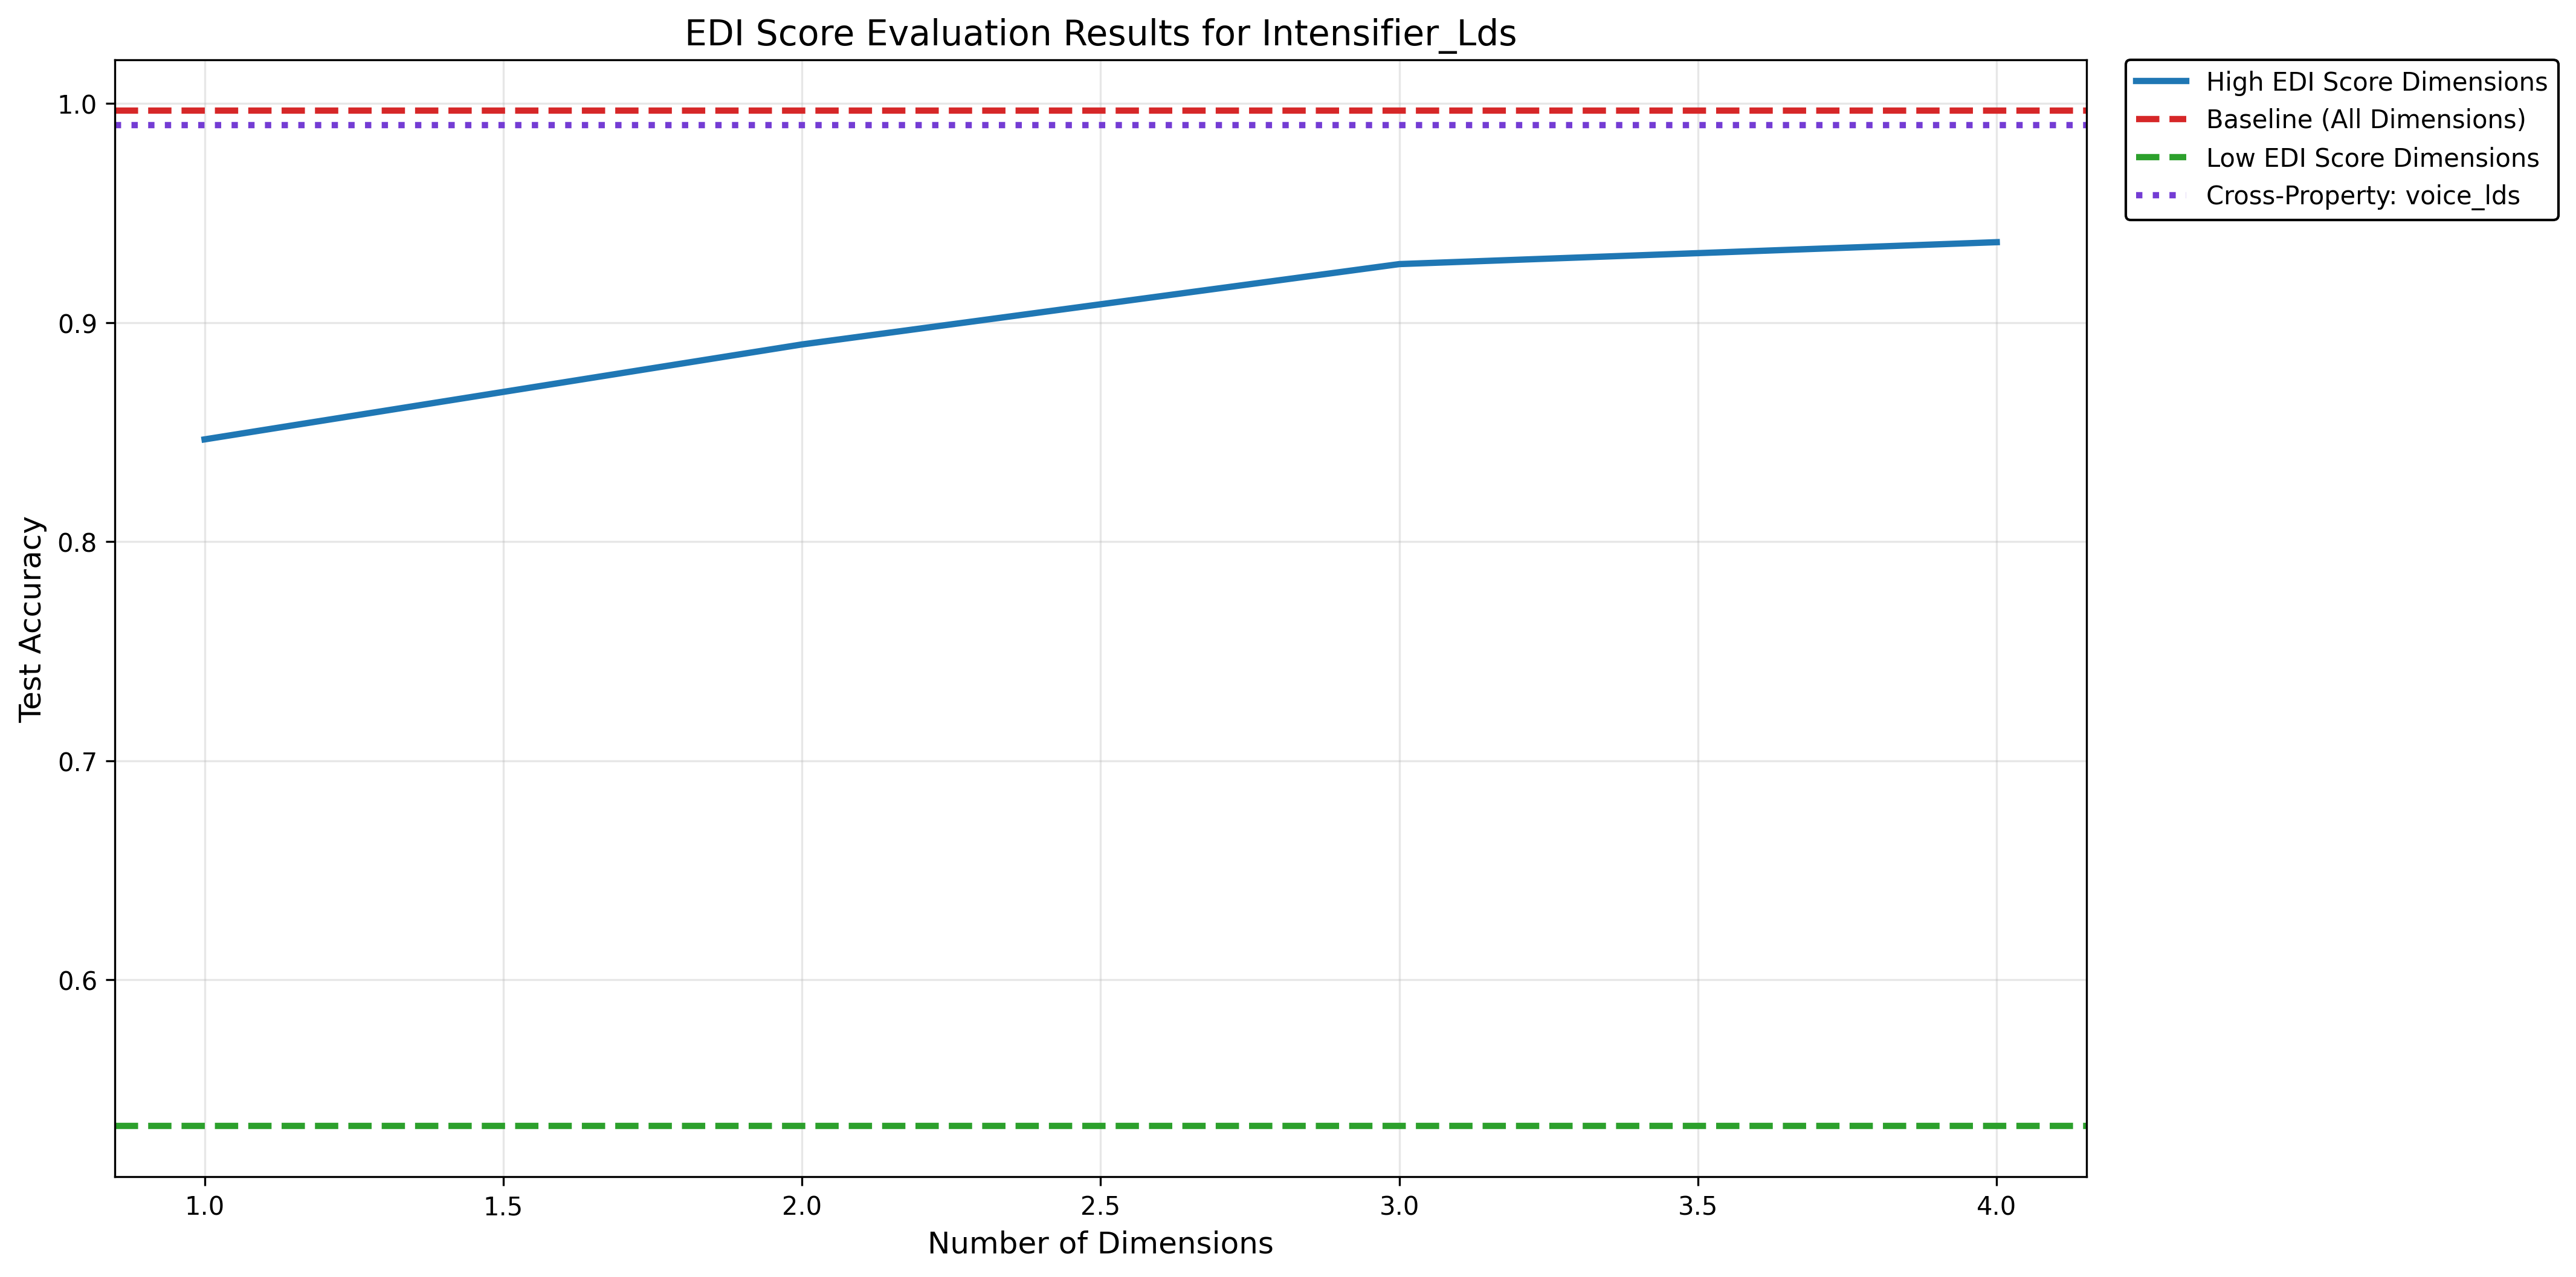 EDI Score Evaluation Results for Intensifier_Lds
High EDI Score Dimensions
Baseline (All Dimensions)
Low EDI Score Dimensions
Cross-Property: voice_lds
Test Accuracy
1.0
0.9
0.8
0.7
0.6
1.0 1.5 2.0 2.5 3.0 3.5 4.0
Number of Dimensions